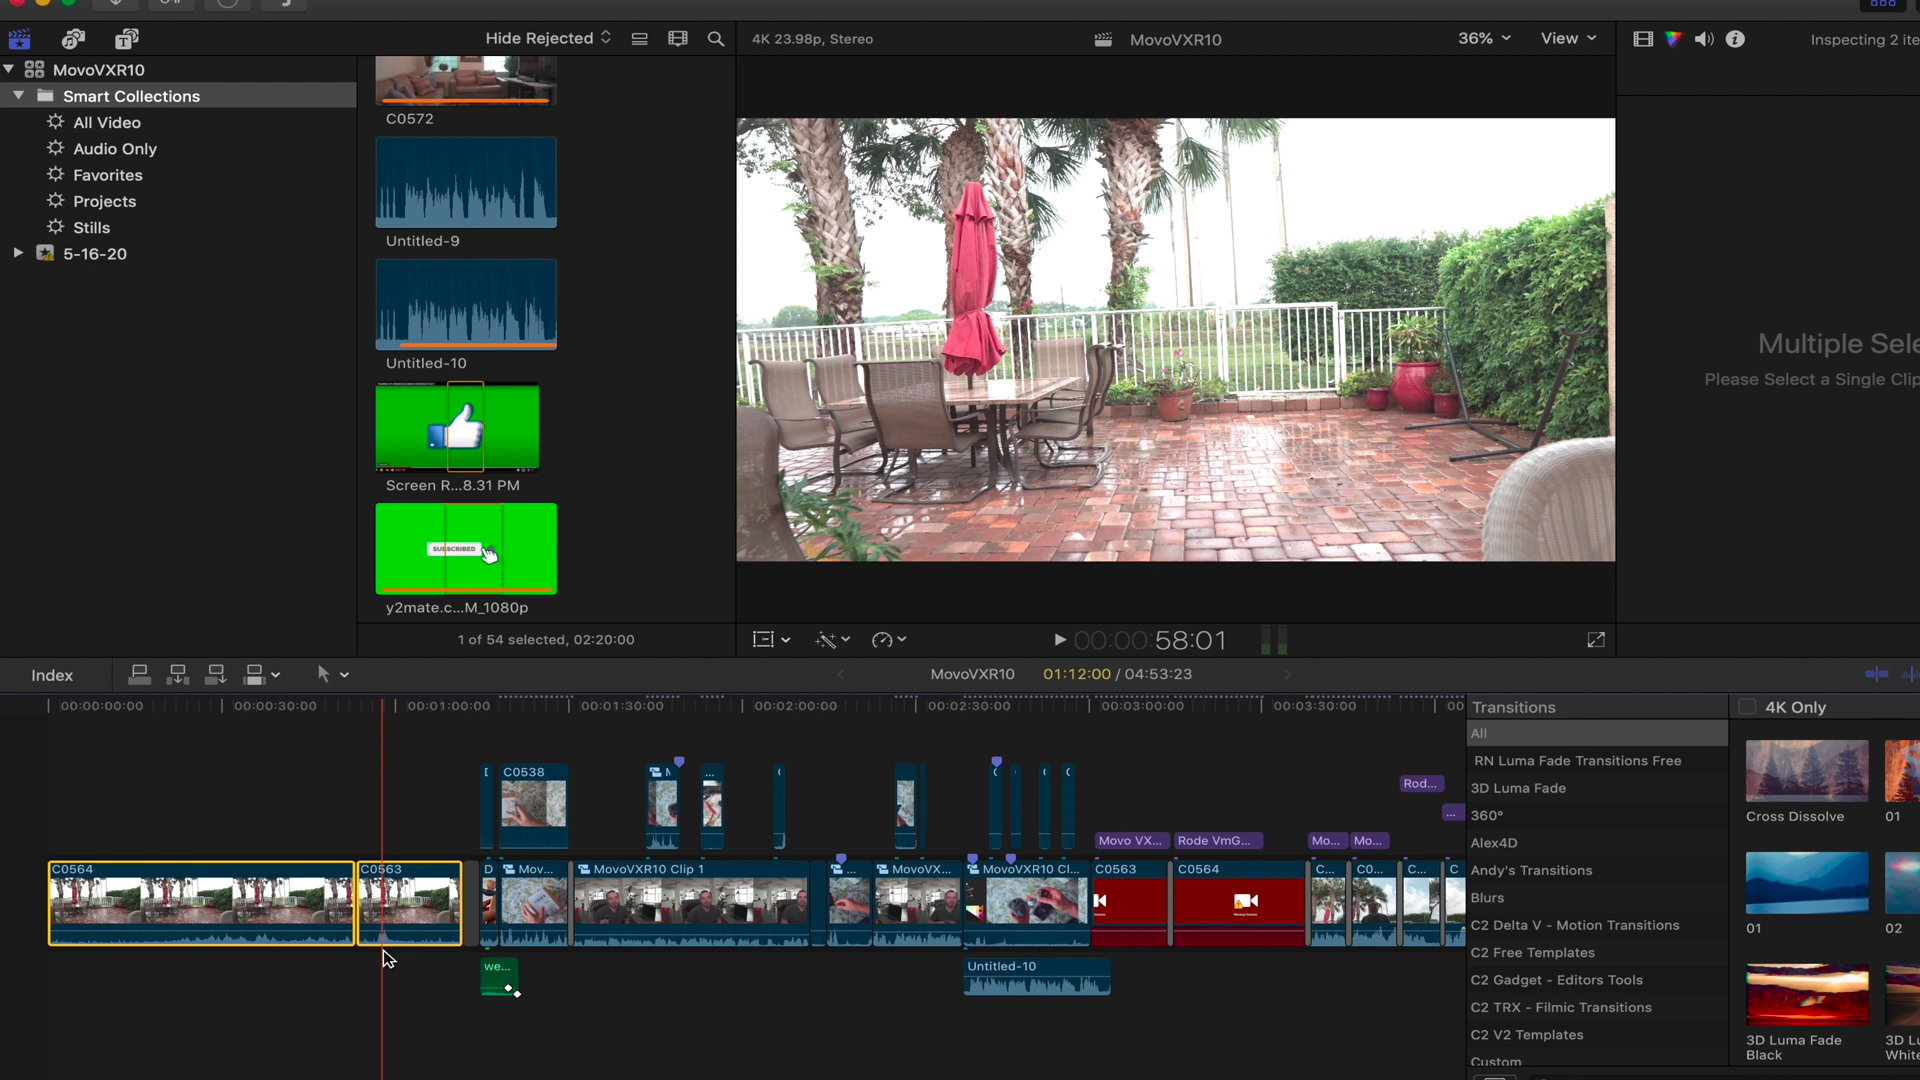 Hide Rejected
4K 23.98p, Stereo
MovoVXR10
36%
View
MovoVXR10
Smart Collections
All Video
Audio Only
Favorites
Projects
Stills
5-16-20
C0572
Untitled-9
Untitled-10
Screen R...8.31 PM
SUBSCRIBED
y2mate.c...M_1080p
1 of 54 selected, 02:20:00
00:00:00:58:01
Inspecting 2 ite
Multiple Sele
Please Select a Single Clip
Index
MovoVXR10
01:12:00 / 04:53:23
00:00:00:00
00:00:30:00
00:01:00:00
00:01:30:00
00:02:00:00
00:02:30:00
00:03:00:00
00:03:30:00
00
C0538
...
Rod...
...
Movo VX...
Rode VmG...
Mo...
Mo...
C0564
C0563
D
Mov...
MovoVXR10 Clip 1
...
MovoVX...
MovoVXR10 Cl...
C0563
C0564
C...
C0...
C...
C
we...
Untitled-10
Transitions
All
RN Luma Fade Transitions Free
3D Luma Fade
360°
Alex4D
Andy's Transitions
Blurs
C2 Delta V - Motion Transitions
C2 Free Templates
C2 Gadget - Editors Tools
C2 TRX - Filmic Transitions
C2 V2 Templates
Custom
4K Only
Cross Dissolve
01
01
02
3D Luma Fade
Black
3D Lu
White